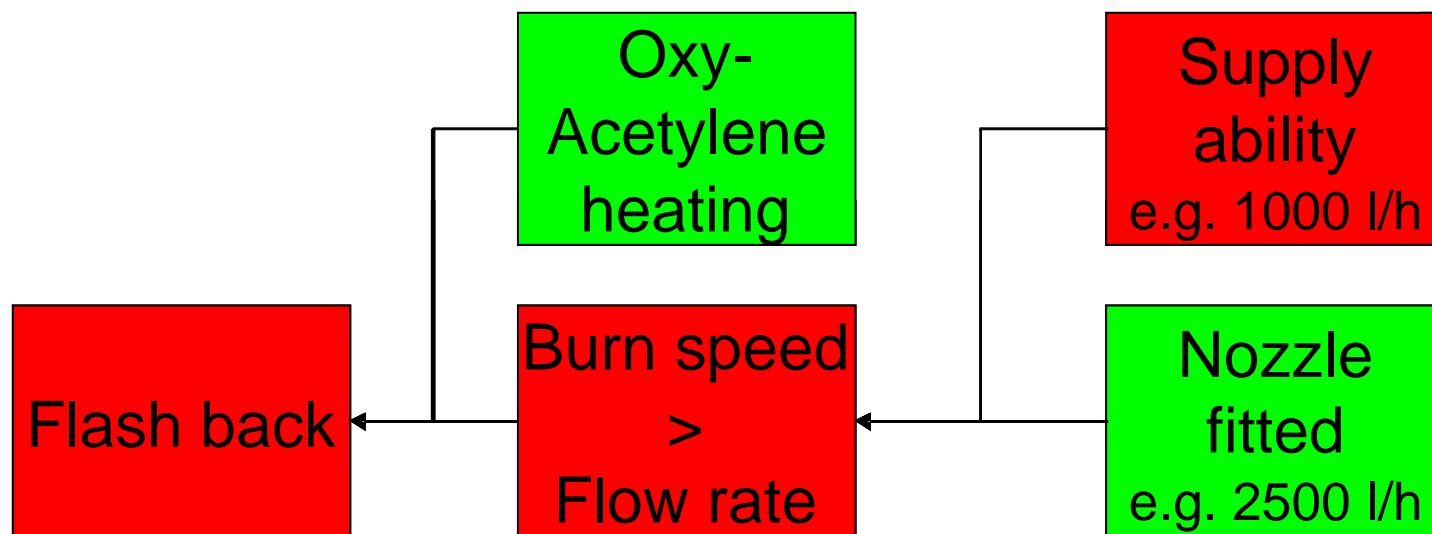 Oxy-
Acetylene
heating
Supply
ability
e.g. 1000 l/h
Flash back
Burn speed
>
Flow rate
Nozzle
fitted
e.g. 2500 l/h